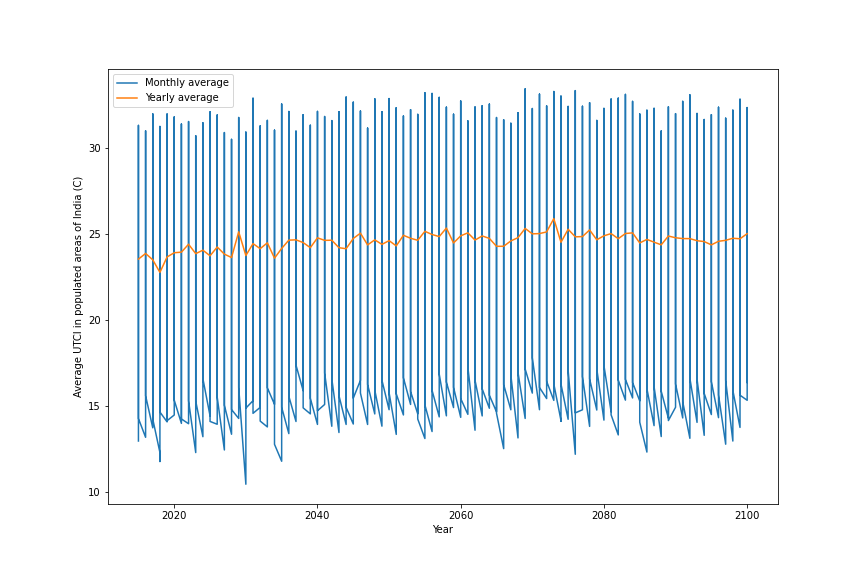 Monthly average
Yearly average
Average UTCI in populated areas of India (C)
30
25
20
15
10
2020
2040
2060
2080
2100
Year